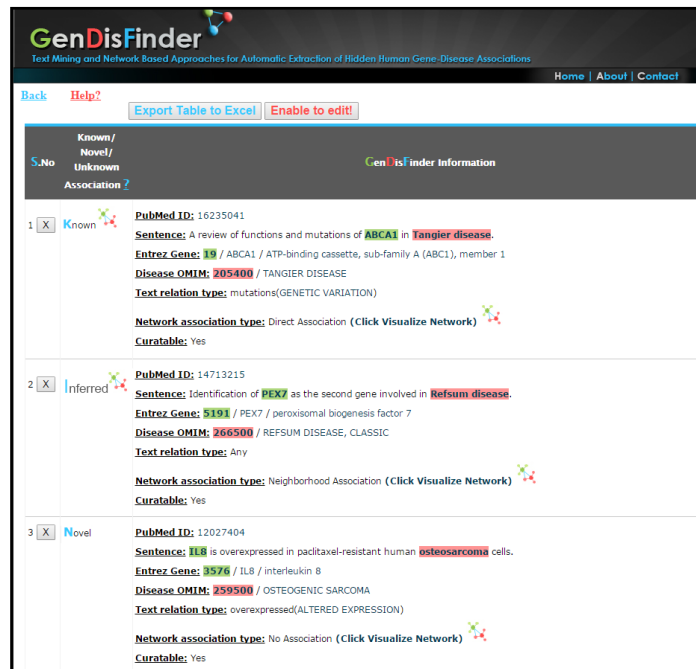 GenDisFinder
Text Mining and Network Based Approaches for Automatic Extraction of Hidden Human Gene-Disease Associations
Home | About | Contact
Back Help?
Export Table to Excel Enable to edit!
S.No Known/ Novel/ Unknown Association ? GenDisFinder Information
1 X Known
PubMed ID: 16235041
Sentence: A review of functions and mutations of ABCA1 in Tangier disease.
Entrez Gene: 19 / ABCA1 / ATP-binding cassette, sub-family A (ABC1), member 1
Disease OMIM: 205400 / TANGIER DISEASE
Text relation type: mutations(GENETIC VARIATION)
Network association type: Direct Association (Click Visualize Network)
Curatable: Yes
2 X Inferred
PubMed ID: 14713215
Sentence: Identification of PEX7 as the second gene involved in Refsum disease.
Entrez Gene: 5191 / PEX7 / peroxisomal biogenesis factor 7
Disease OMIM: 266500 / REFSUM DISEASE, CLASSIC
Text relation type: Any
Network association type: Neighborhood Association (Click Visualize Network)
Curatable: Yes
3 X Novel
PubMed ID: 12027404
Sentence: IL8 is overexpressed in paclitaxel-resistant human osteosarcoma cells.
Entrez Gene: 3576 / IL8 / interleukin 8
Disease OMIM: 259500 / OSTEOGENIC SARCOMA
Text relation type: overexpressed(ALTERED EXPRESSION)
Network association type: No Association (Click Visualize Network)
Curatable: Yes